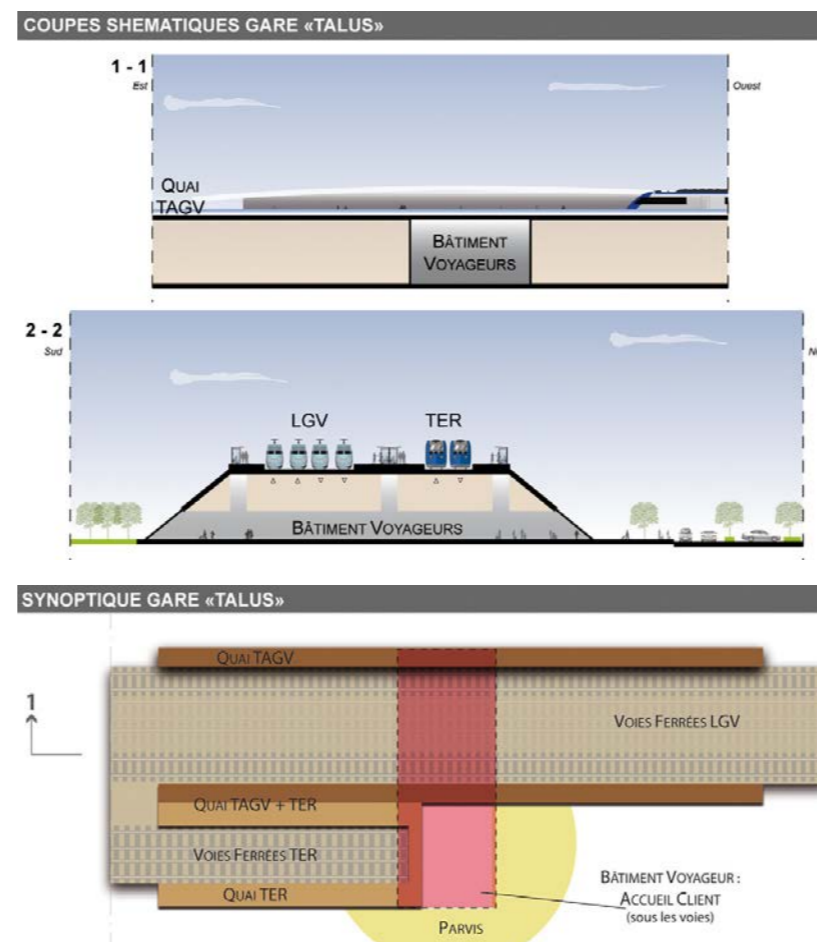 COUPES SHEMATIQUES GARE «TALUS»
1 - 1
Est
Ouest
QUAI
TAGV
BÂTIMENT
VOYAGEURS
2 - 2
Sud
LGV
TER
BÂTIMENT VOYAGEURS
SYNOPTIQUE GARE «TALUS»
QUAI TAGV
1
VOIES FERRÉES LGV
QUAI TAGV + TER
VOIES FERRÉES TER
BÂTIMENT VOYAGEUR :
ACCUEIL CLIENT
(sous les voies)
QUAI TER
PARVIS